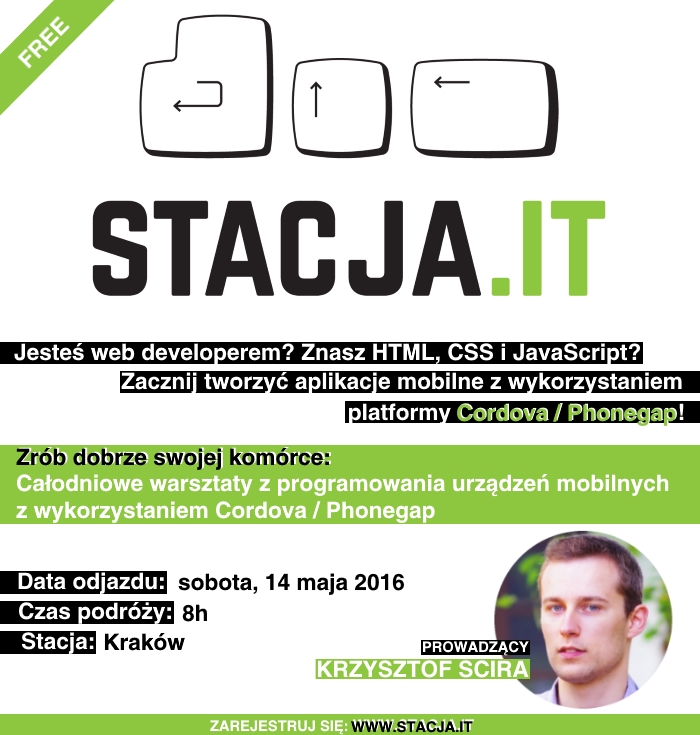 FREE
STACJA.IT
Jesteś web developerem? Znasz HTML, CSS i JavaScript?
Zacznij tworzyć aplikacje mobilne z wykorzystaniem
platformy Cordova / Phonegap!
Zrób dobrze swojej komórce:
Całodniowe warsztaty z programowania urządzeń mobilnych
z wykorzystaniem Cordova / Phonegap
Data odjazdu: sobota, 14 maja 2016
Czas podróży: 8h
Stacja: Kraków
PROWADZĄCY
KRZYSZTOF SCIRA
ZAREJESTRUJ SIĘ: WWW.STACJA.IT